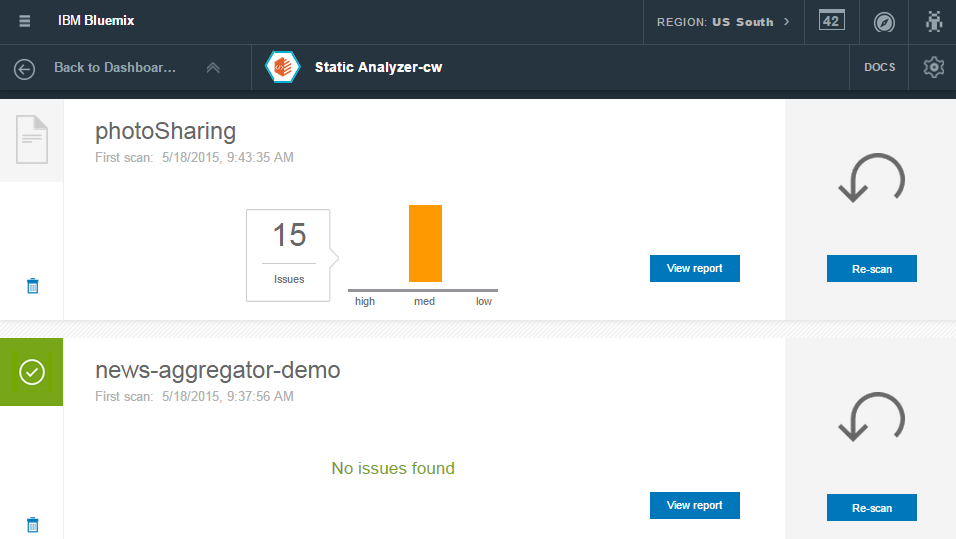 IBM Bluemix
REGION: US South >
42
Back to Dashboar...
Static Analyzer-cw
DOCS
photoSharing
First scan: 5/18/2015, 9:43:35 AM
15
Issues
high med low
View report
Re-scan
news-aggregator-demo
First scan: 5/18/2015, 9:37:56 AM
No issues found
View report
Re-scan